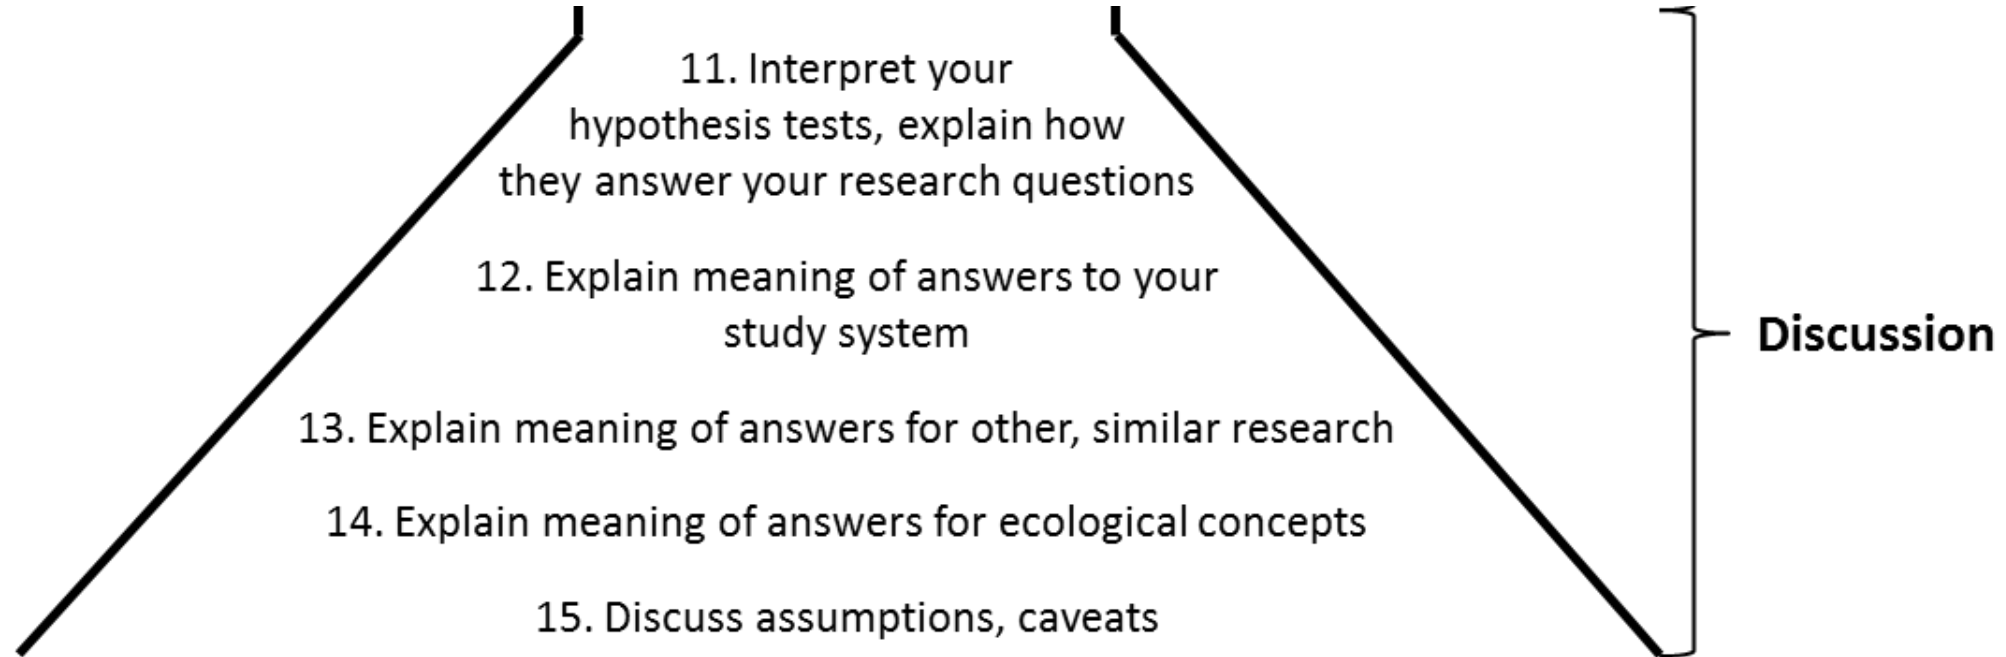 11. Interpret your
hypothesis tests, explain how
they answer your research questions
12. Explain meaning of answers to your
study system
13. Explain meaning of answers for other, similar research
14. Explain meaning of answers for ecological concepts
15. Discuss assumptions, caveats
Discussion